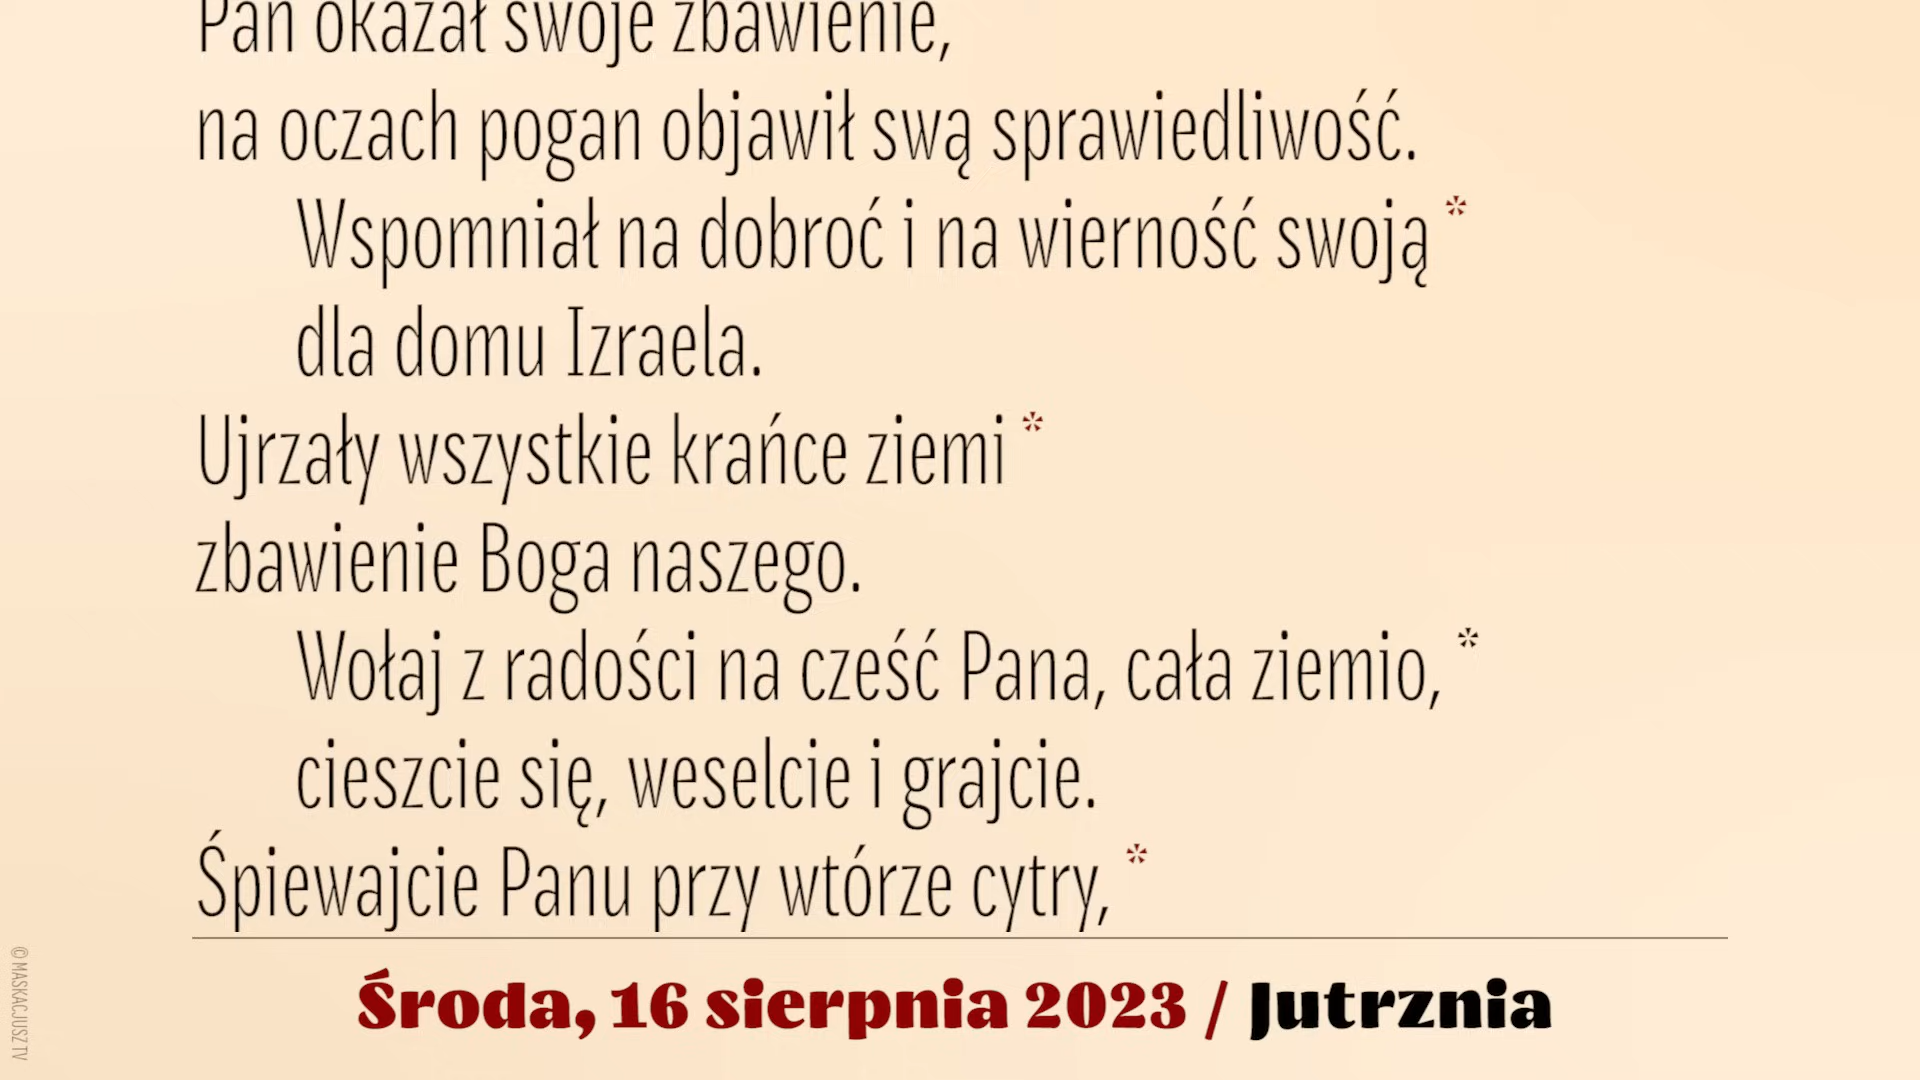 Pan okazał swoje zbawienie,
na oczach pogan objawił swą sprawiedliwość.
Wspomniał na dobroć i na wierność swoją *
dla domu Izraela.
Ujrzały wszystkie krańce ziemi *
zbawienie Boga naszego.
Wołaj z radości na cześć Pana, cała ziemio, *
cieszcie się, weselcie i grajcie.
Śpiewajcie Panu przy wtórze cytry, *
Środa, 16 sierpnia 2023 / Jutrznia
© MASKACJUSZ TV